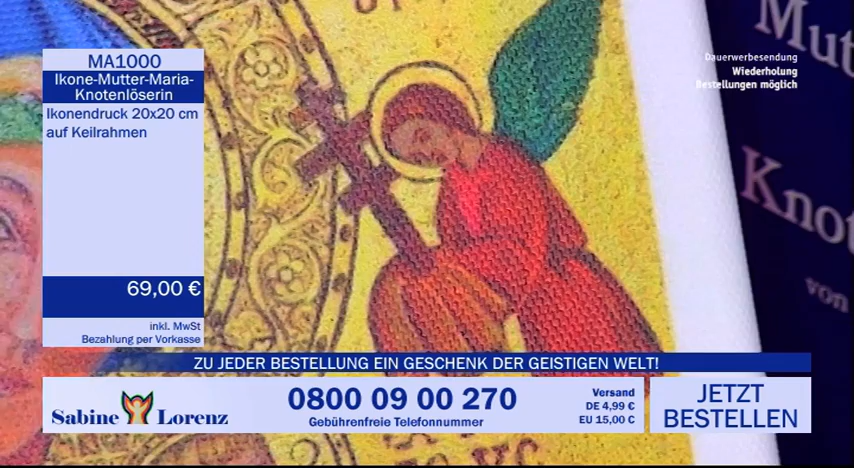 MA1000
Ikone-Mutter-Maria-
Knotenlöserin
Ikonendruck 20x20 cm
auf Keilrahmen
69,00 €
inkl. MwSt
Bezahlung per Vorkasse
Dauerwerbesendung
Wiederholung
Bestellungen möglich
von
ZU JEDER BESTELLUNG EIN GESCHENK DER GEISTIGEN WELT!
Sabine Lorenz
0800 09 00 270
Gebührenfreie Telefonnummer
Versand
DE 4,99 €
EU 15,00 €
JETZT
BESTELLEN